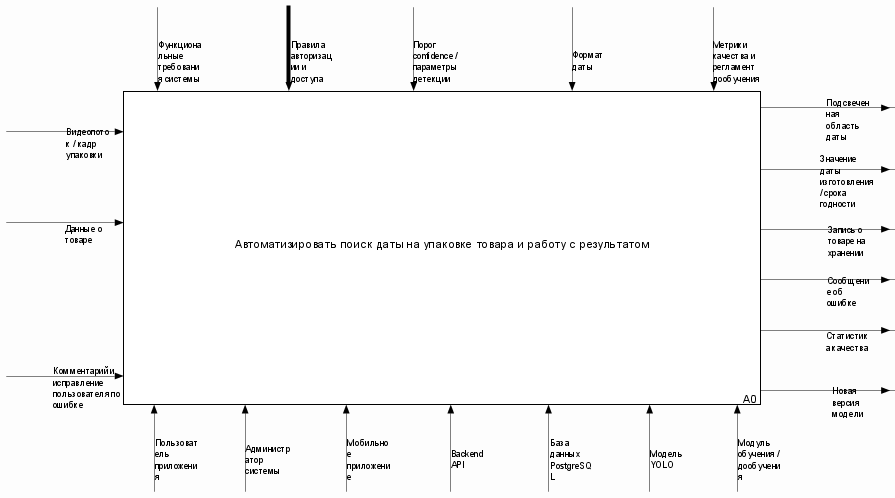 Функциона
льные
требовани
я системы
Правила
авторизац
ии и
доступа
Порог
confidence /
параметры
детекции
Формат
даты
Метрики
качества и
регламент
дообучения
Видеопото
к / кадр
упаковки
Данные о
товаре
Комментарий и
исправление
пользователя по
ошибке
Автоматизировать поиск даты на упаковке товара и работу с результатом
A0
Подсвечен
ная
область
даты
Значение
даты
изготовления
/ срока
годности
Запись о
товаре на
хранении
Сообщени
е об
ошибке
Статистик
а качества
Новая
версия
модели
Пользоват
ель
приложени
я
Администр
атор
системы
Мобильно
е
приложени
е
Backend
API
База
данных
PostgreSQ
L
Модель
YOLO
Модуль
обучения /
дообучени
я